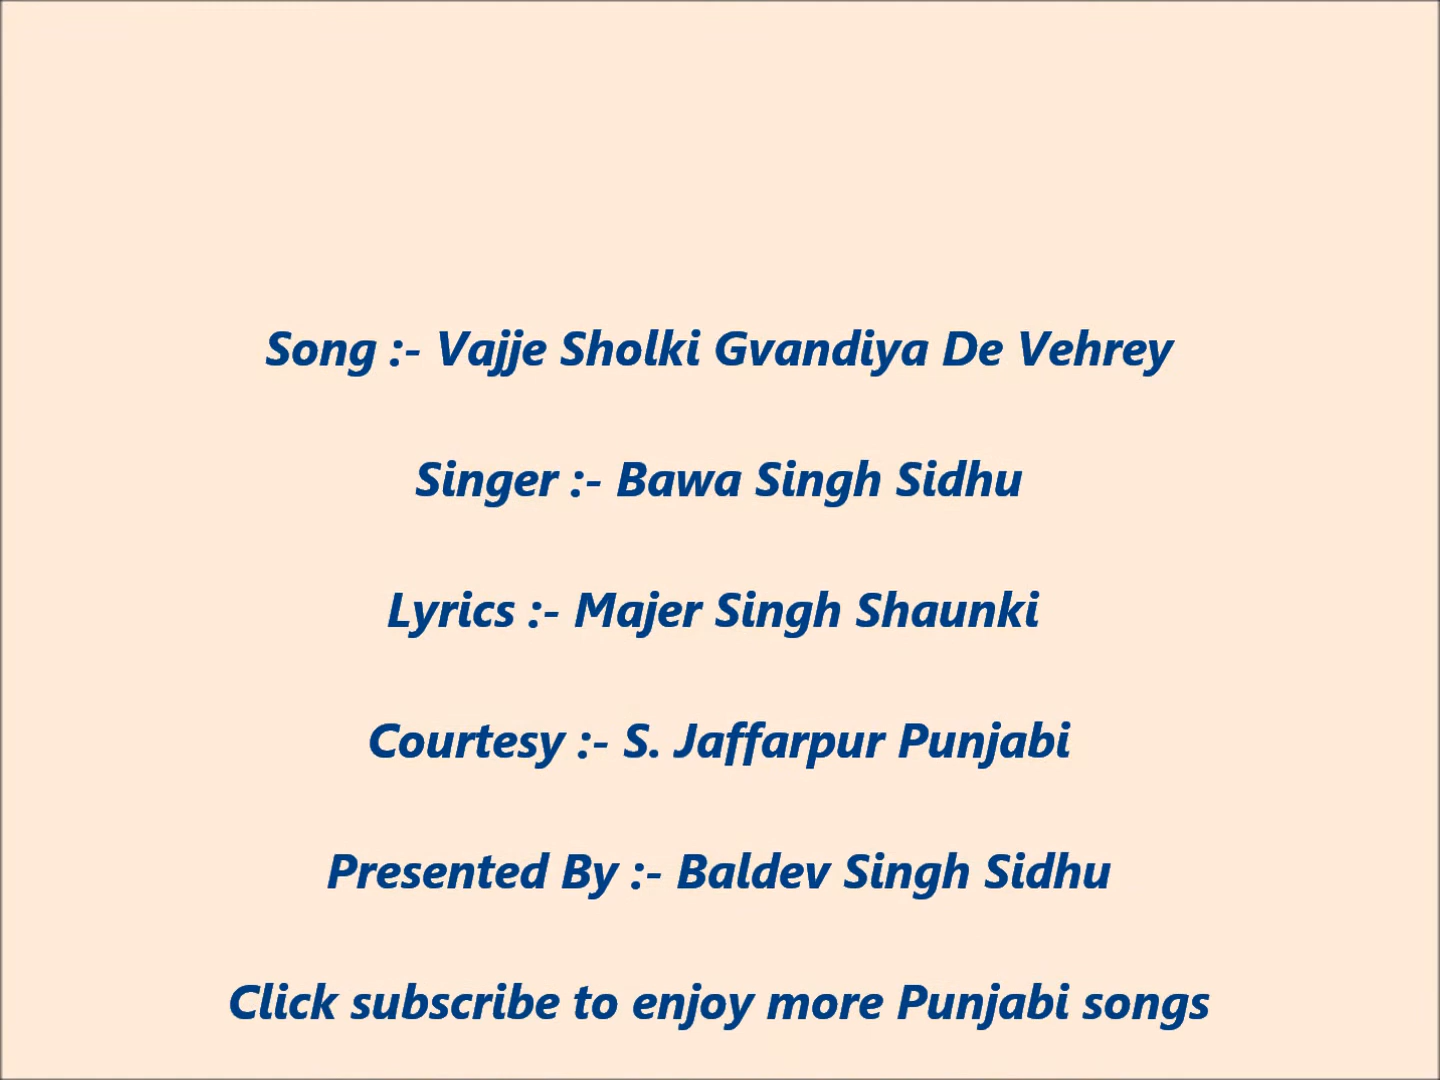 Song :- Vajje Sholki Gvandiya De Vehrey
Singer :- Bawa Singh Sidhu
Lyrics :- Majer Singh Shaunki
Courtesy :- S. Jaffarpur Punjabi
Presented By :- Baldev Singh Sidhu
Click subscribe to enjoy more Punjabi songs